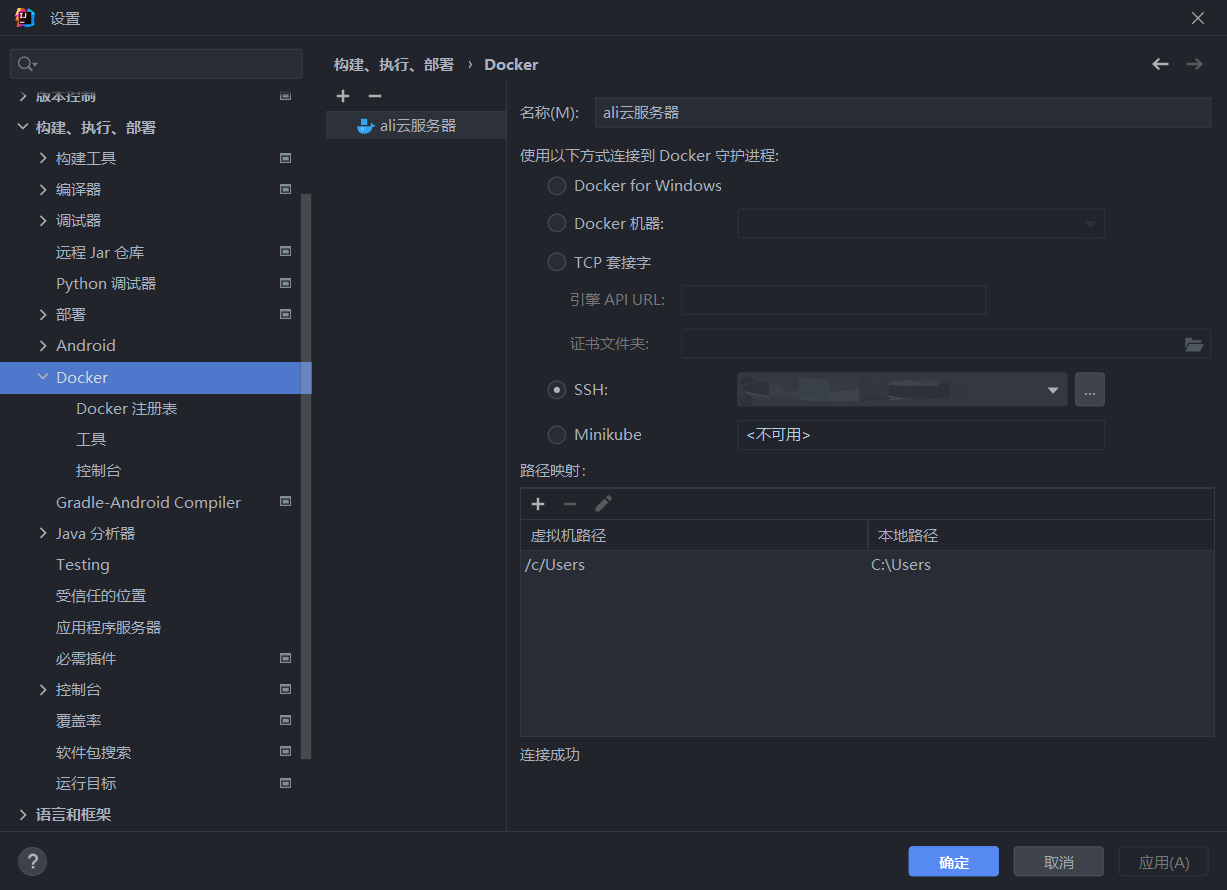 设置
版本控制
构建、执行、部署
构建工具
编译器
调试器
远程 Jar 仓库
Python 调试器
部署
Android
Docker
Docker 注册表
工具
控制台
Gradle-Android Compiler
Java 分析器
Testing
受信任的位置
应用程序服务器
必需插件
控制台
覆盖率
软件包搜索
运行目标
语言和框架
构建、执行、部署 › Docker
ali云服务器
名称(M): ali云服务器
使用以下方式连接到 Docker 守护进程:
Docker for Windows
Docker 机器:
TCP 套接字
引擎 API URL:
证书文件夹:
SSH: ...
Minikube <不可用>
路径映射:
虚拟机路径 本地路径
/c/Users C:\Users
连接成功
? 确定 取消 应用(A)